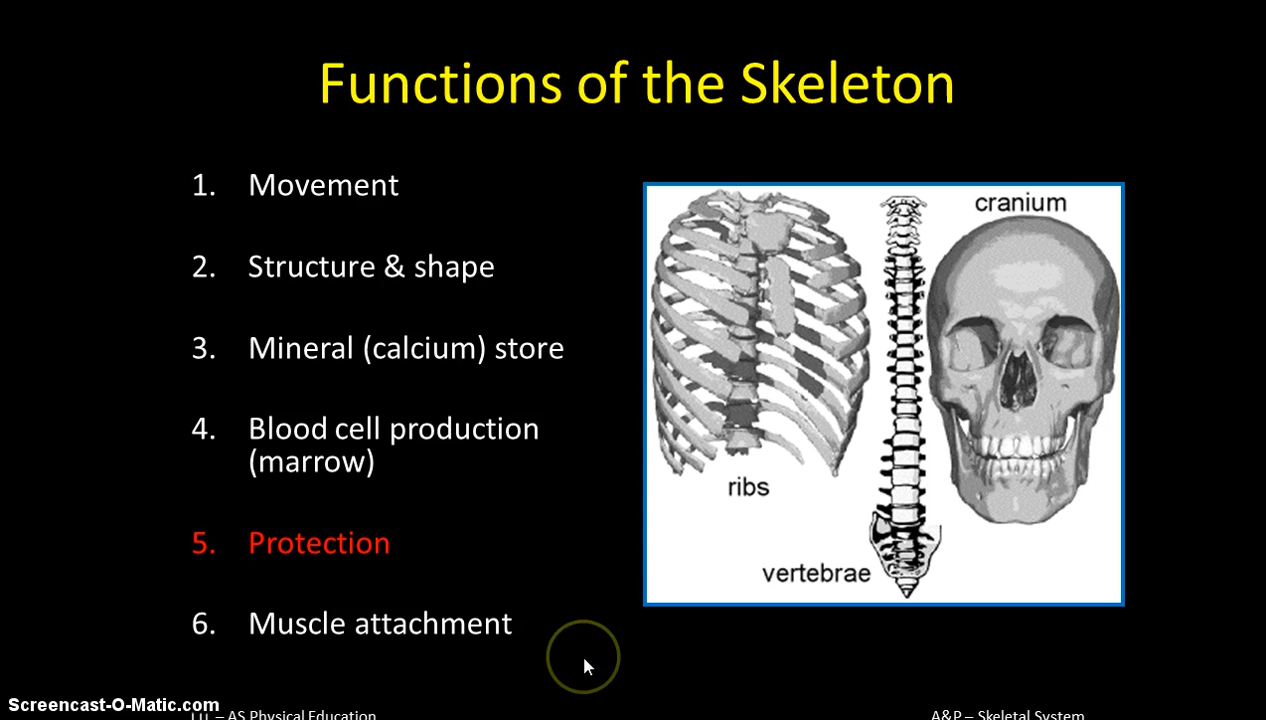 Functions of the Skeleton
1. Movement
2. Structure & shape
3. Mineral (calcium) store
4. Blood cell production
(marrow)
5. Protection
6. Muscle attachment
cranium
ribs
vertebrae
Screencast-O-Matic.com
– AS Physical Education
A&P – Skeletal System